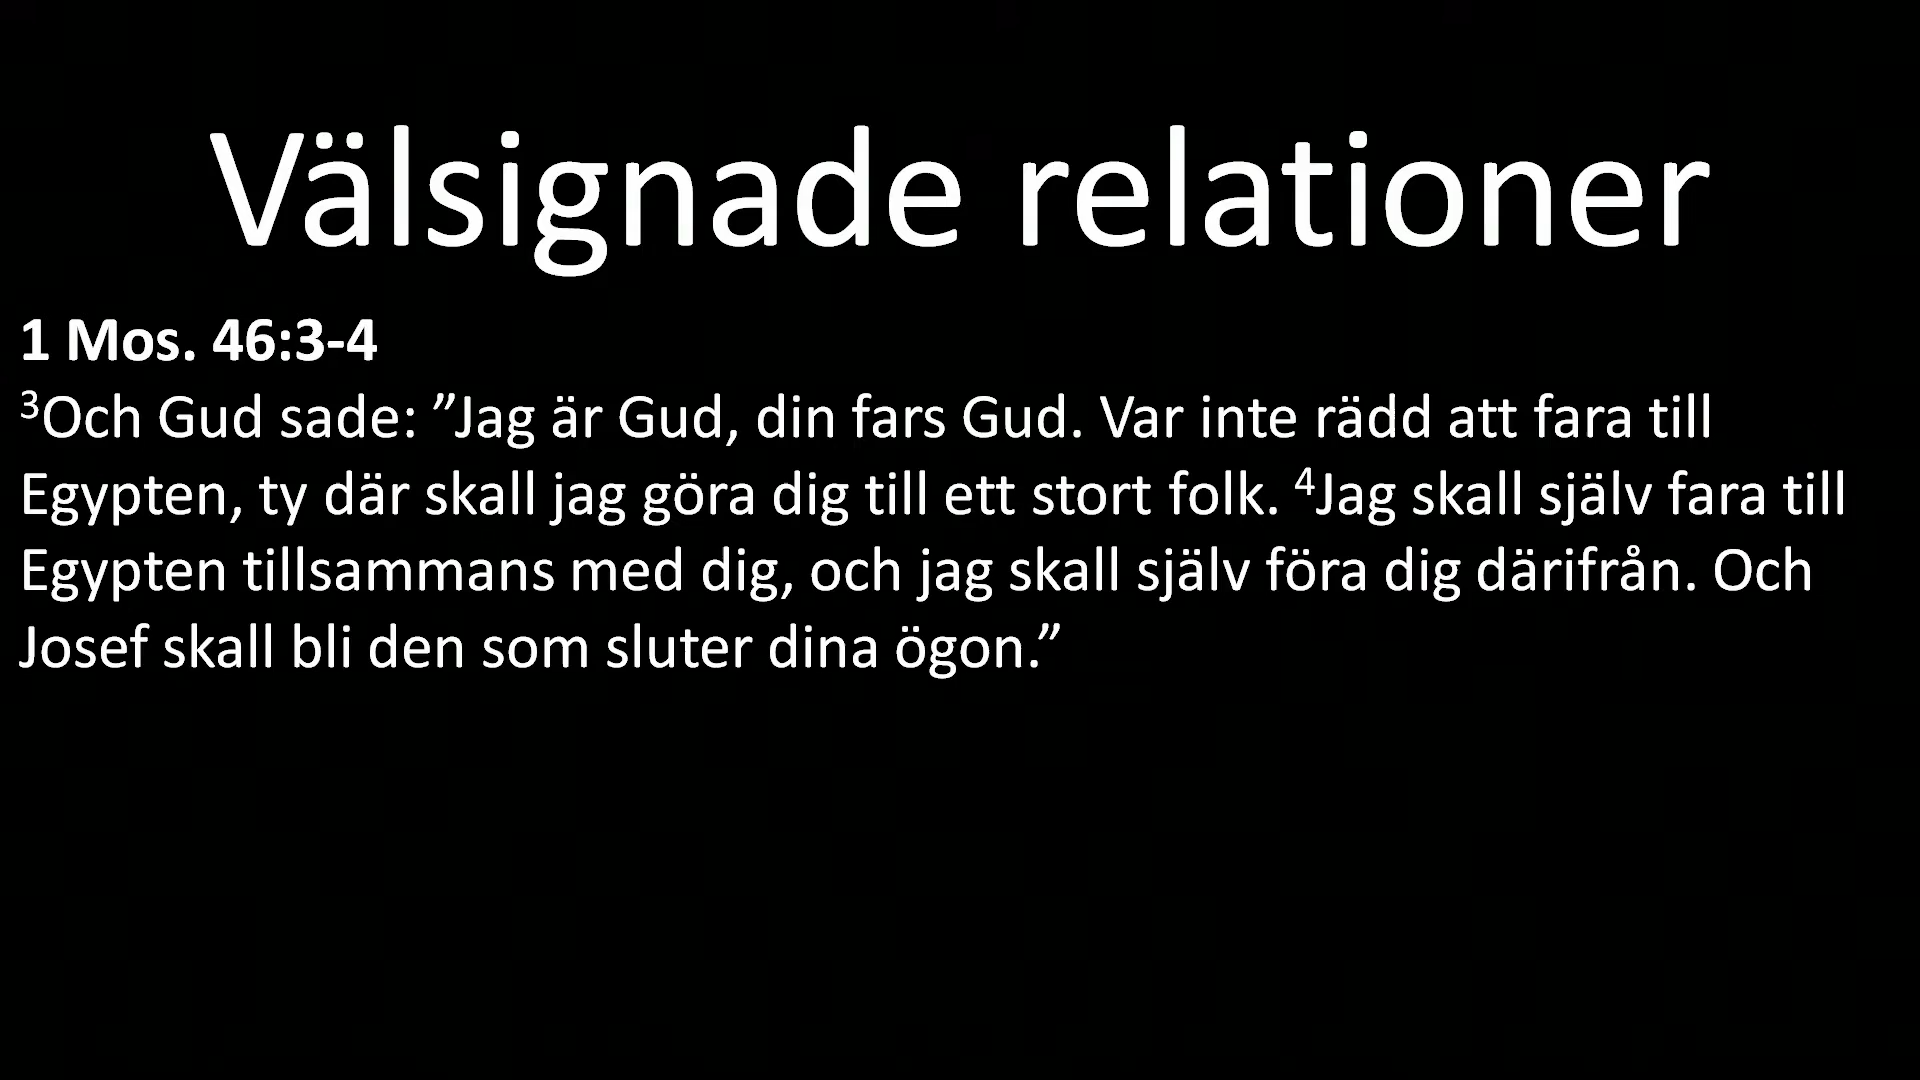 Välsignade relationer
1 Mos. 46:3-4
³Och Gud sade: ”Jag är Gud, din fars Gud. Var inte rädd att fara till
Egypten, ty där skall jag göra dig till ett stort folk. ⁴Jag skall själv fara till
Egypten tillsammans med dig, och jag skall själv föra dig därifrån. Och
Josef skall bli den som sluter dina ögon.”